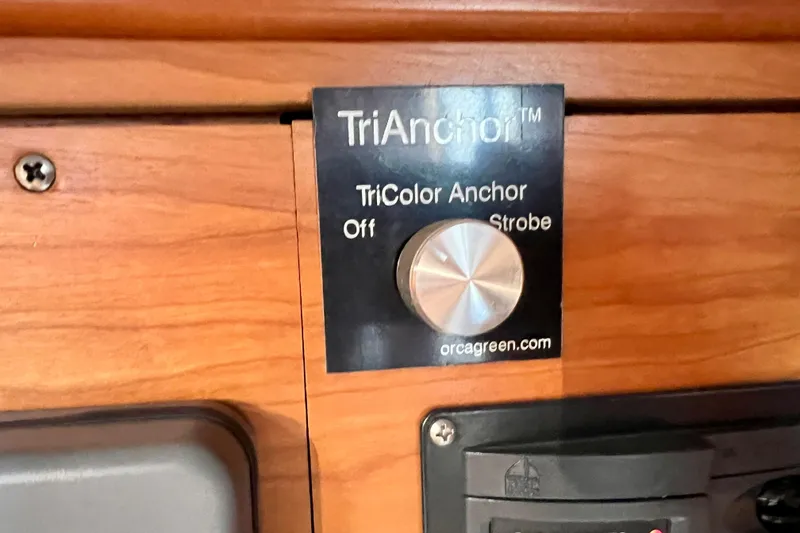 TriAnchor™
TriColor Anchor
Off Strobe
orcagreen.com